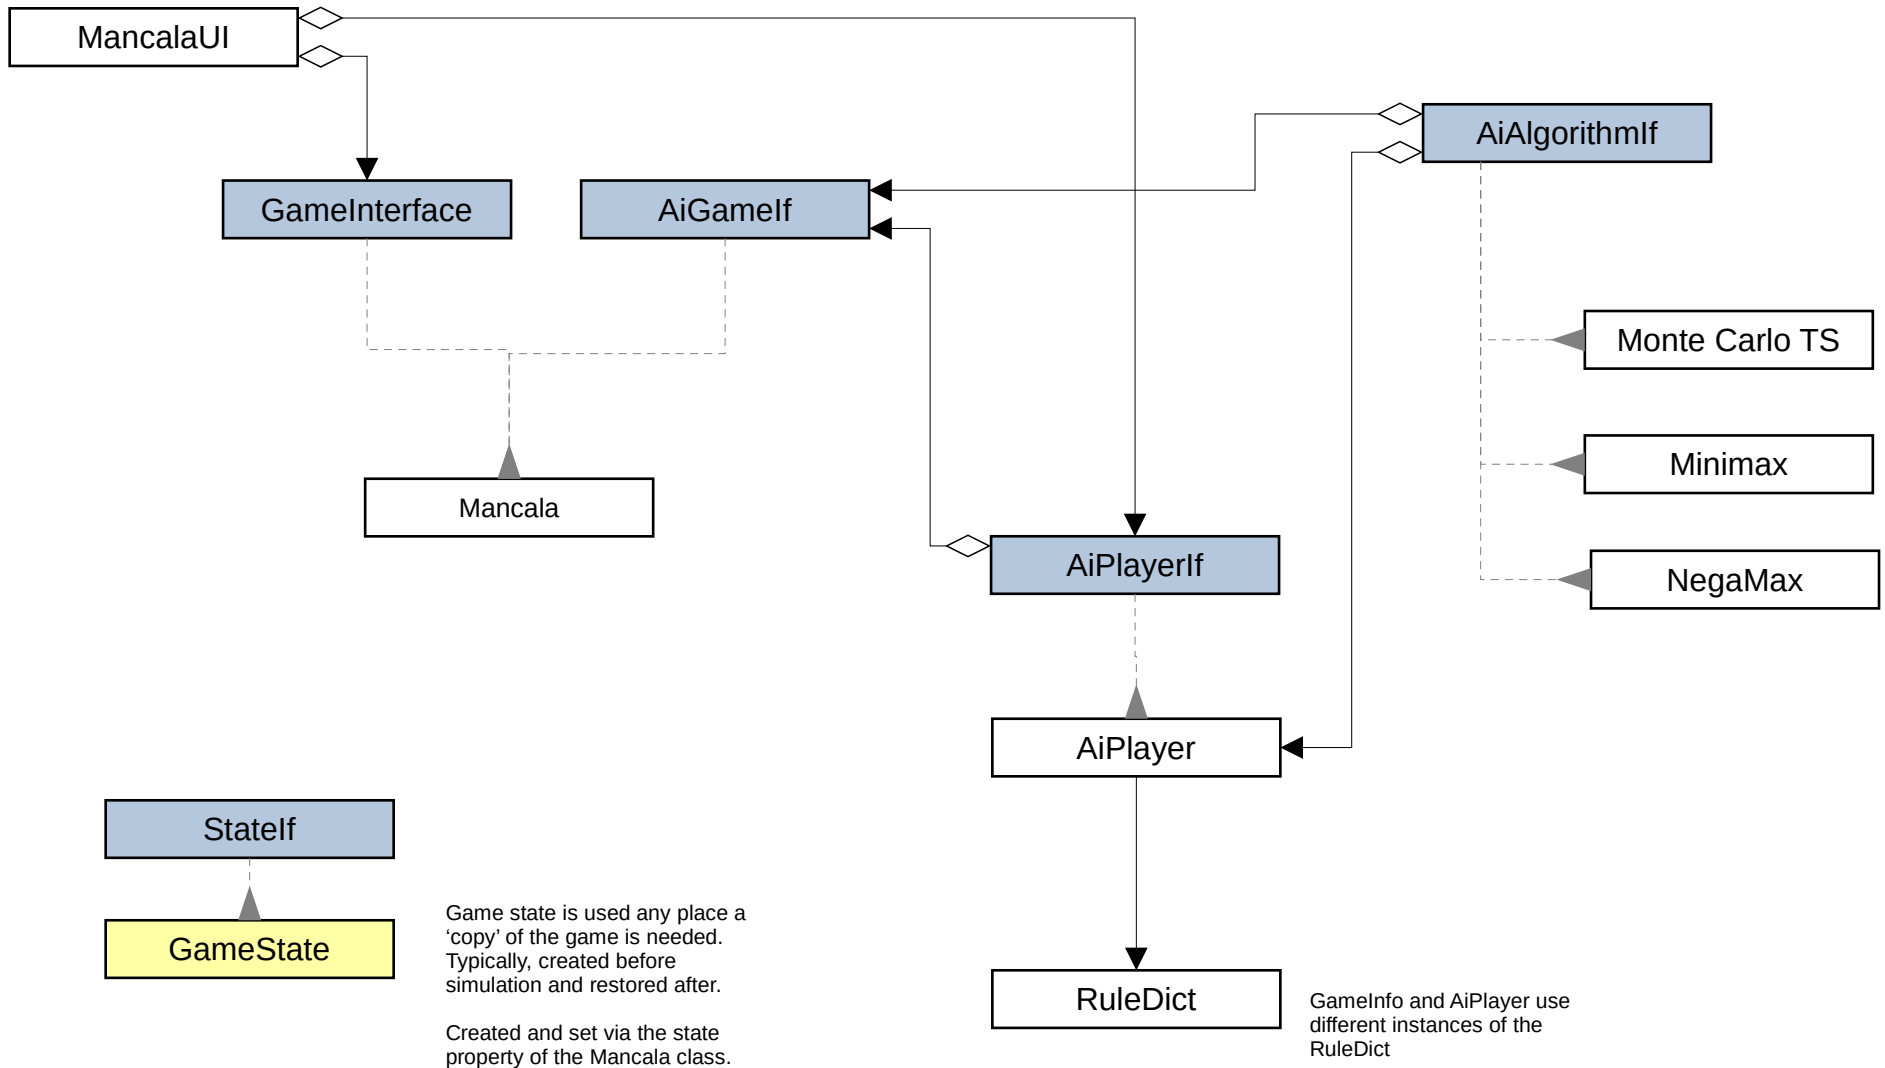 MancalaUI
AiAlgorithmIf
GameInterface
AiGameIf
Monte Carlo TS
Minimax
Mancala
AiPlayerIf
NegaMax
AiPlayer
StateIf
GameState
Game state is used any place a
‘copy’ of the game is needed.
Typically, created before
simulation and restored after.
Created and set via the state
property of the Mancala class.
RuleDict
GameInfo and AiPlayer use
different instances of the
RuleDict